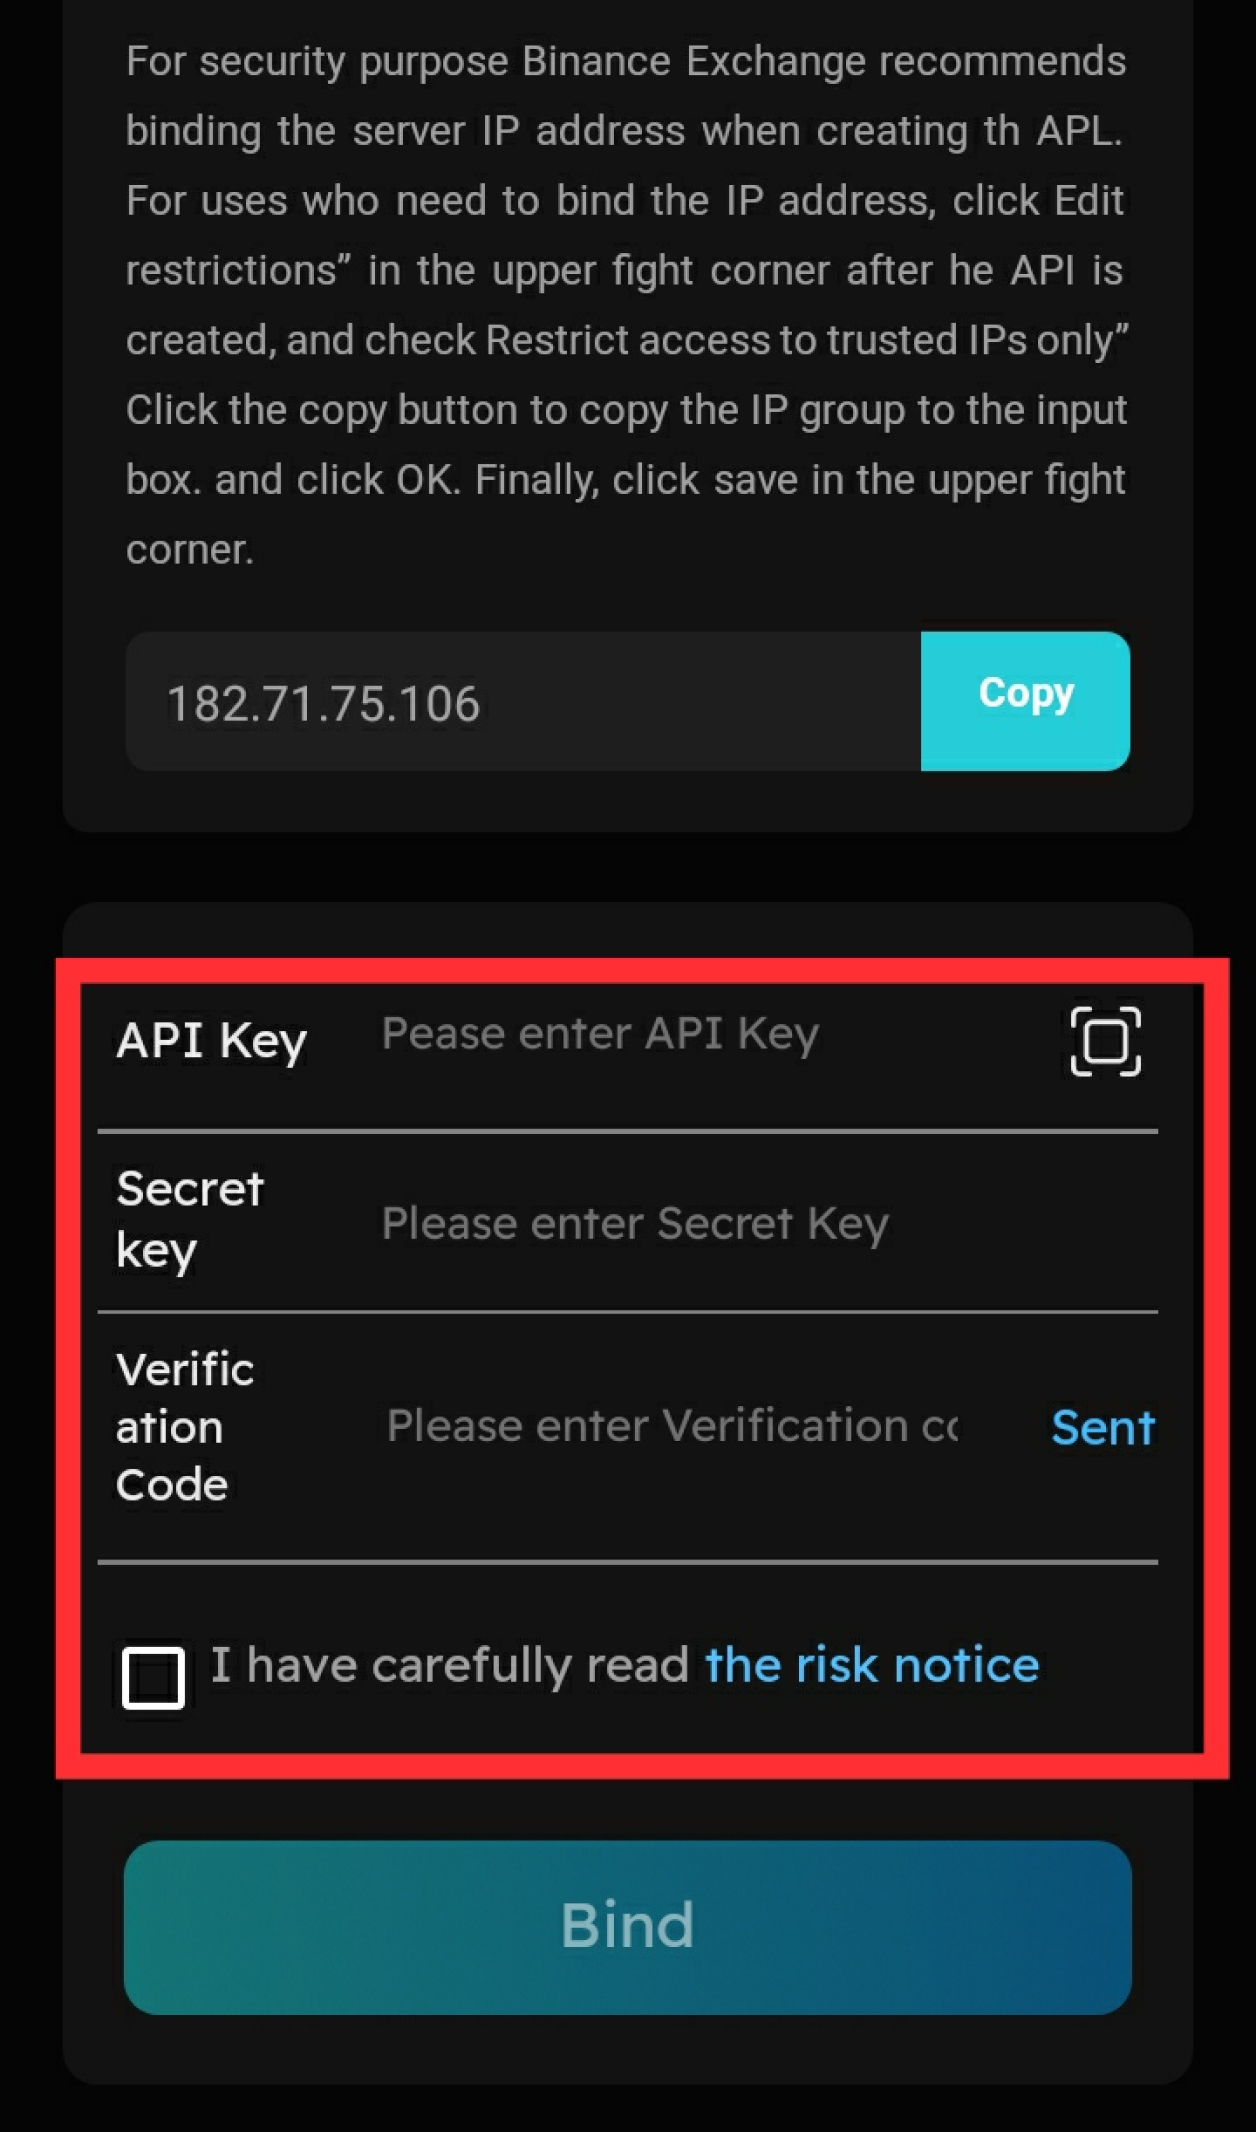 For security purpose Binance Exchange recommends
binding the server IP address when creating th APL.
For uses who need to bind the IP address, click Edit
restrictions” in the upper fight corner after he API is
created, and check Restrict access to trusted IPs only”
Click the copy button to copy the IP group to the input
box. and click OK. Finally, click save in the upper fight
corner.
182.71.75.106
Copy
API Key
Pease enter API Key
Secret
key
Please enter Secret Key
Verific
ation
Code
Please enter Verification co
Sent
I have carefully read the risk notice
Bind